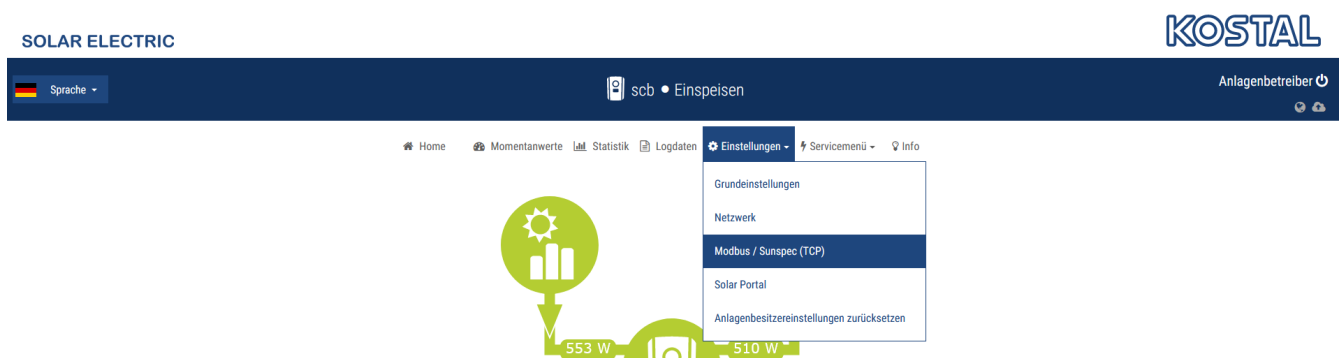 KOSTAL
SOLAR ELECTRIC
Sprache
scb • Einspeisen
Anlagenbetreiber
Home Momentanwerte Statistik Logdaten Einstellungen Servicemenü Info
Grundeinstellungen
Netzwerk
Modbus / Sunspec (TCP)
Solar Portal
Anlagenbesitzereinstellungen zurücksetzen
553 W 510 W